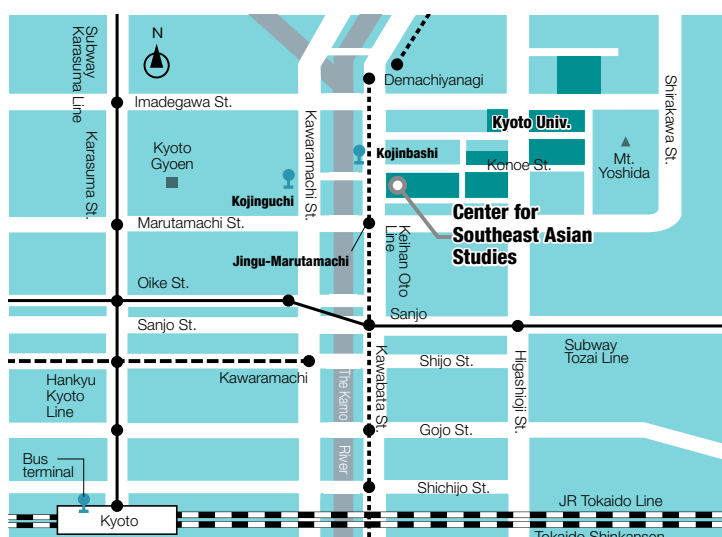 N
Subway
Karasuma Line
Demachiyanagi
Imadegawa St.
Kawaramachi St.
Shirakawa St.
Karasuma St.
Kyoto
Gyoen
Kyoto Univ.
Kojinbashi
Konoe St.
Mt.
Yoshida
Kojinguchi
Marutamachi St.
Center for
Southeast Asian
Studies
Jingu-Marutamachi
Keihan Oto
Line
Oike St.
Sanjo St.
Sanjo
Subway
Tozai Line
Kawaramachi
Shijo St.
Hankyu
Kyoto
Line
The Kamo
River
Kawabata St.
Higashioji St.
Gojo St.
Bus
terminal
Shichijo St.
Kyoto
JR Tokaido Line
Tokaido Shinkansen